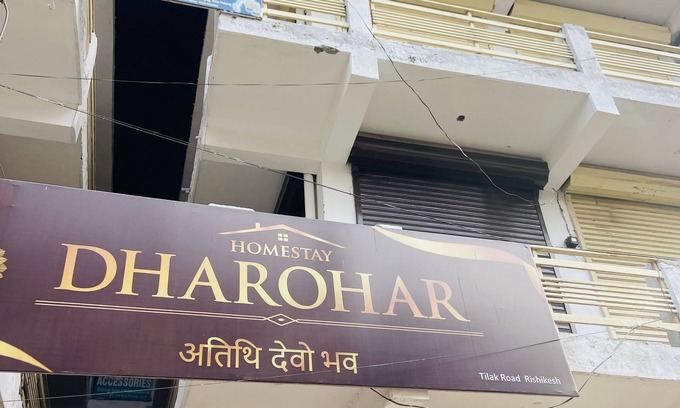 HOMESTAY
DHAROHAR
अतिथि देवो भव
Tilak Road Rishikesh
ACCESSORIES